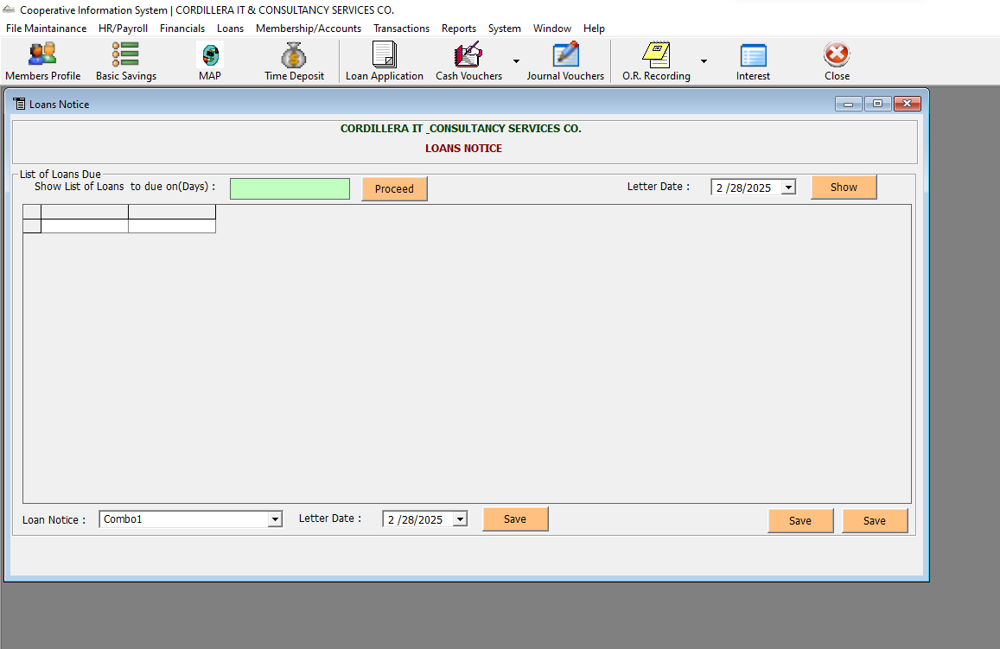 Cooperative Information System | CORDILLERA IT & CONSULTANCY SERVICES CO.
File Maintainance HR/Payroll Financials Loans Membership/Accounts Transactions Reports System Window Help
Members Profile Basic Savings MAP Time Deposit Loan Application Cash Vouchers Journal Vouchers O.R. Recording Interest Close
Loans Notice
CORDILLERA IT _CONSULTANCY SERVICES CO.
LOANS NOTICE
List of Loans Due
Show List of Loans to due on(Days) : Proceed Letter Date : 2 /28/2025 Show
Loan Notice : Combo1 Letter Date : 2 /28/2025 Save Save Save